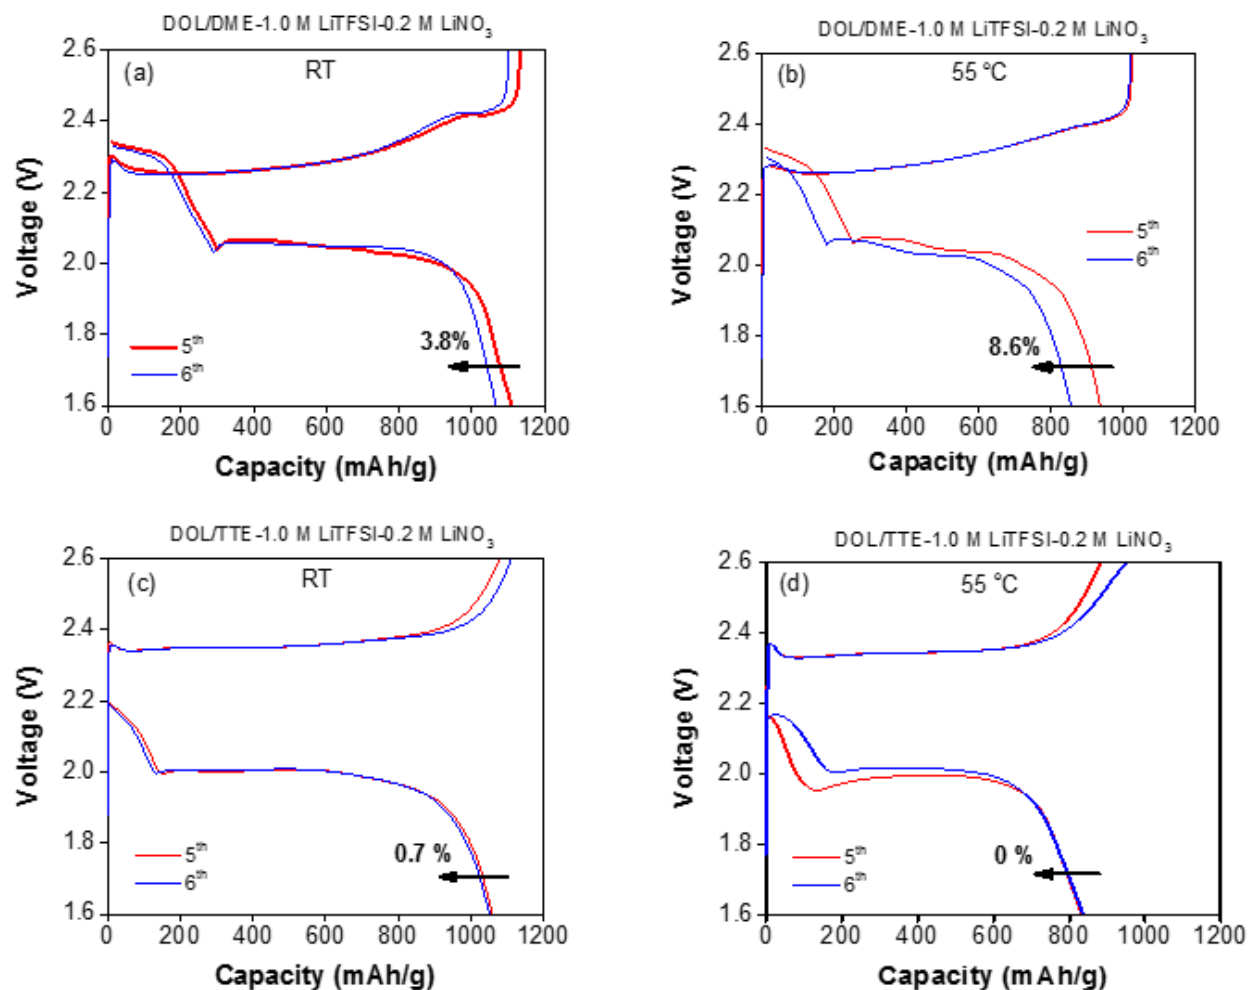 DOL/DME-1.0 M LiTFSI-0.2 M LiNO3
(a)
RT
Voltage (V)
2.6
2.4
2.2
2.0
1.8
1.6
3.8%
5th
6th
0 200 400 600 800 1000 1200
Capacity (mAh/g)
DOL/DME-1.0 M LiTFSI-0.2 M LiNO3
(b)
55 °C
Voltage (V)
2.6
2.4
2.2
2.0
1.8
1.6
5th
6th
8.6%
0 200 400 600 800 1000 1200
Capacity (mAh/g)
DOL/TTE-1.0 M LiTFSI-0.2 M LiNO3
(c)
RT
Voltage (V)
2.6
2.4
2.2
2.0
1.8
1.6
0.7 %
5th
6th
0 200 400 600 800 1000 1200
Capacity (mAh/g)
DOL/TTE-1.0 M LiTFSI-0.2 M LiNO3
(d)
55 °C
Voltage (V)
2.6
2.4
2.2
2.0
1.8
1.6
0 %
5th
6th
0 200 400 600 800 1000 1200
Capacity (mAh/g)